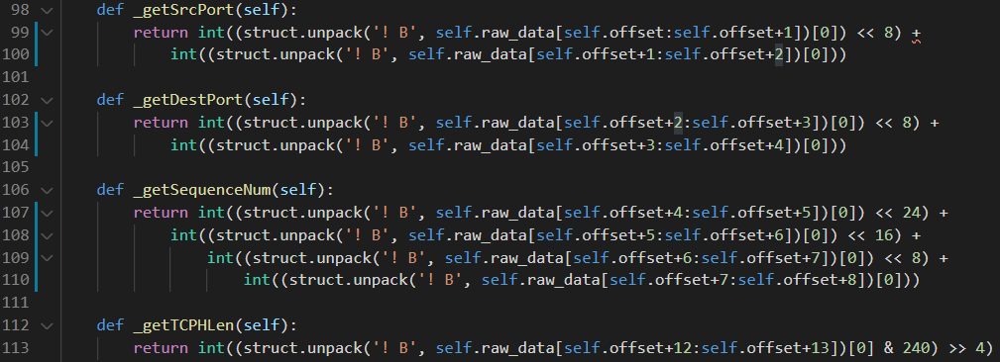 98 def _getSrcPort(self):
99 return int((struct.unpack('! B', self.raw_data[self.offset:self.offset+1])[0]) << 8) +
100 int((struct.unpack('! B', self.raw_data[self.offset+1:self.offset+2])[0]))
101
102 def _getDestPort(self):
103 return int((struct.unpack('! B', self.raw_data[self.offset+2:self.offset+3])[0]) << 8) +
104 int((struct.unpack('! B', self.raw_data[self.offset+3:self.offset+4])[0]))
105
106 def _getSequenceNum(self):
107 return int((struct.unpack('! B', self.raw_data[self.offset+4:self.offset+5])[0]) << 24) +
108 int((struct.unpack('! B', self.raw_data[self.offset+5:self.offset+6])[0]) << 16) +
109 int((struct.unpack('! B', self.raw_data[self.offset+6:self.offset+7])[0]) << 8) +
110 int((struct.unpack('! B', self.raw_data[self.offset+7:self.offset+8])[0]))
111
112 def _getTCPHLen(self):
113 return int((struct.unpack('! B', self.raw_data[self.offset+12:self.offset+13])[0] & 240) >> 4)